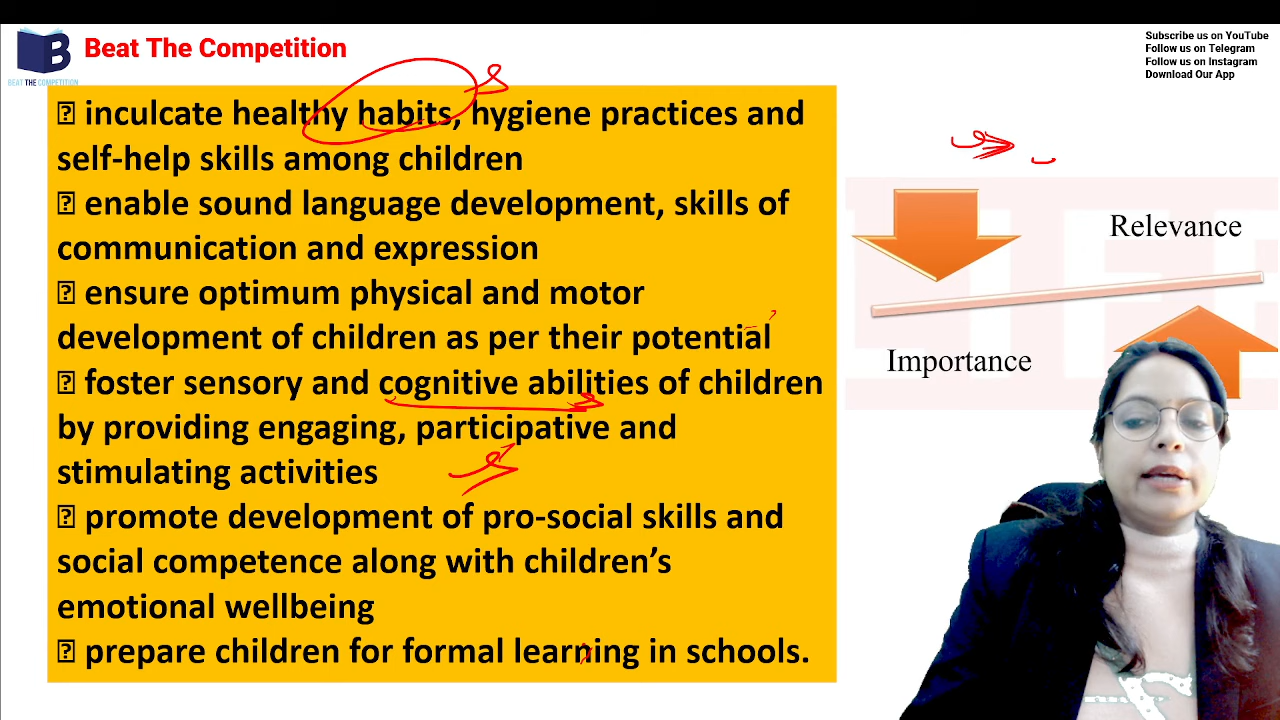 B
BEAT THE COMPETITION
Beat The Competition
Subscribe us on YouTube
Follow us on Telegram
Follow us on Instagram
Download Our App
inculcate healthy habits, hygiene practices and
self-help skills among children
enable sound language development, skills of
communication and expression
ensure optimum physical and motor
development of children as per their potential
foster sensory and cognitive abilities of children
by providing engaging, participative and
stimulating activities
promote development of pro-social skills and
social competence along with children’s
emotional wellbeing
prepare children for formal learning in schools.
Relevance
Importance